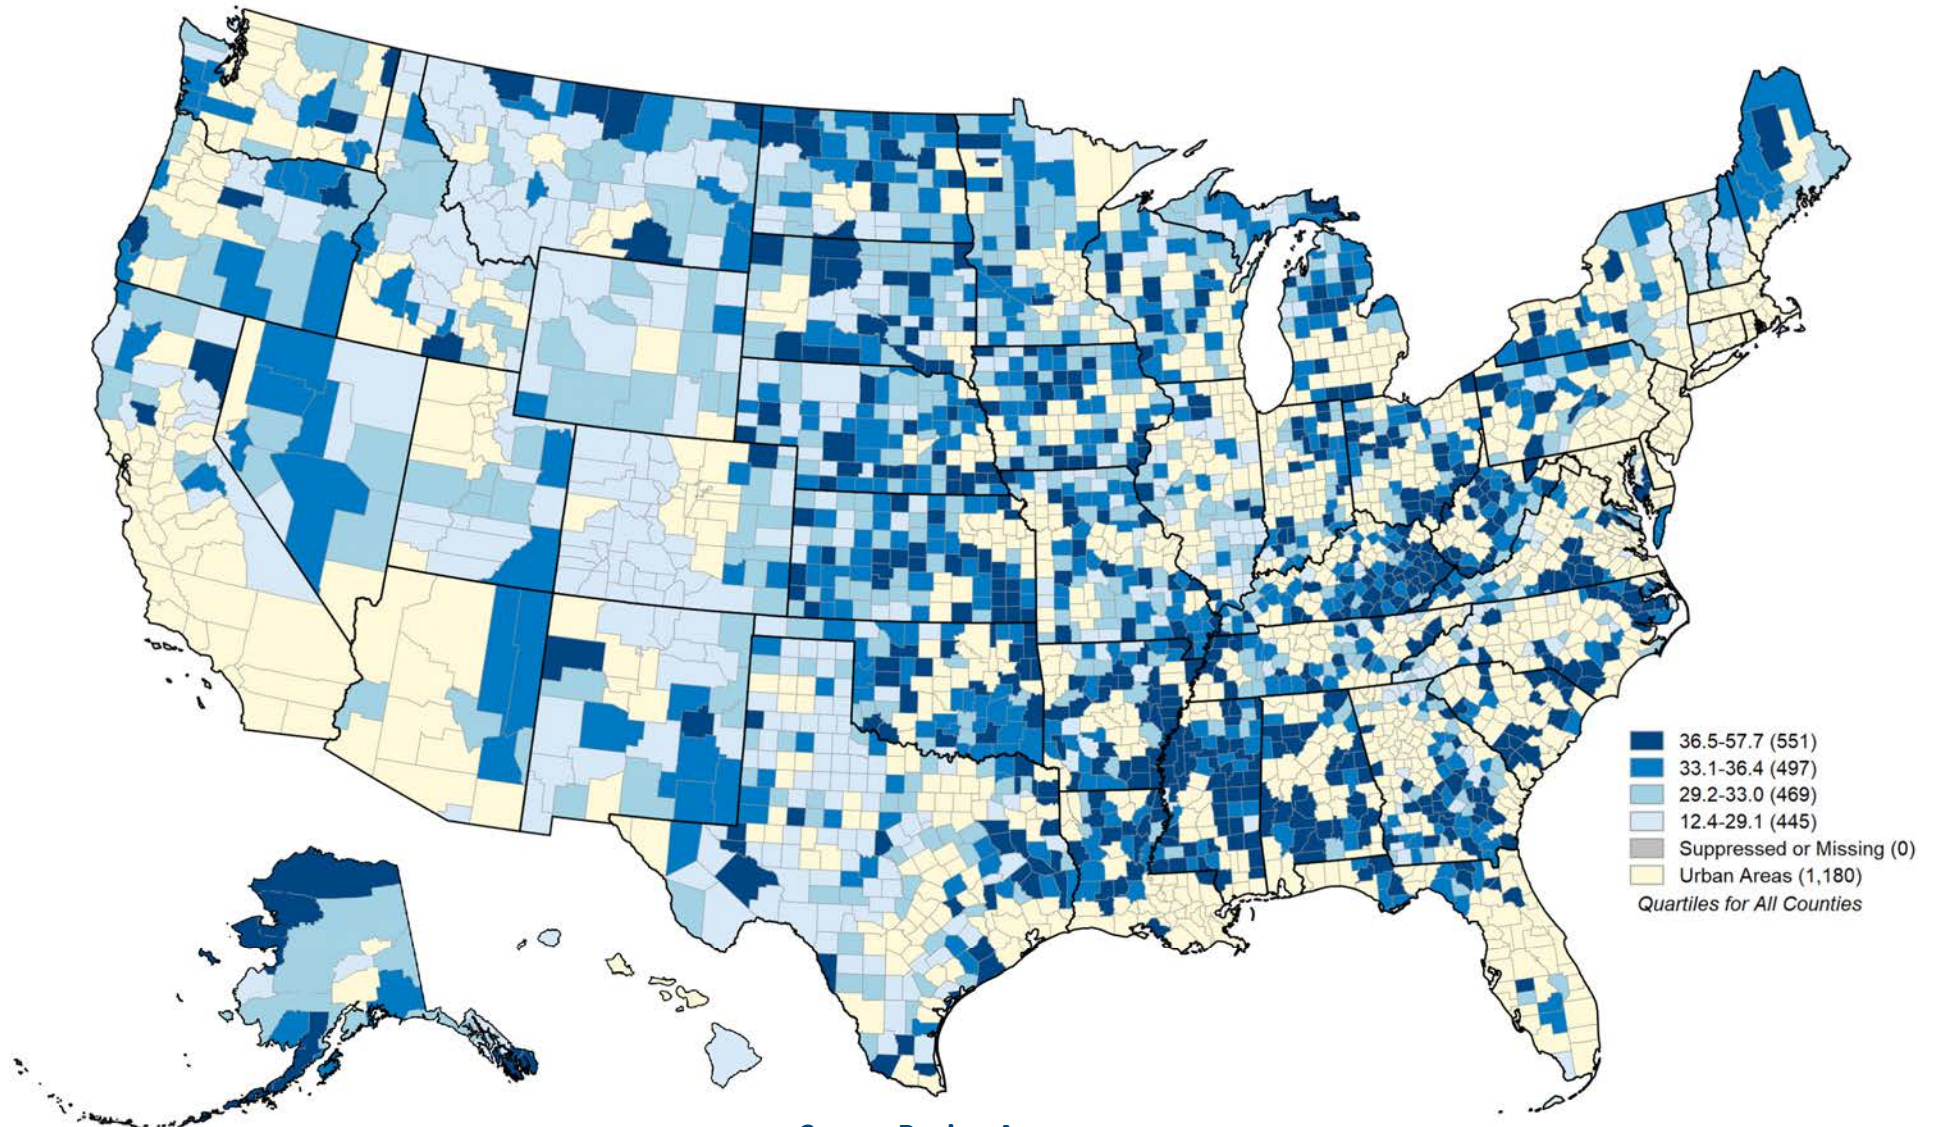 36.5-57.7 (551)
33.1-36.4 (497)
29.2-33.0 (469)
12.4-29.1 (445)
Suppressed or Missing (0)
Urban Areas (1,180)
Quartiles for All Counties